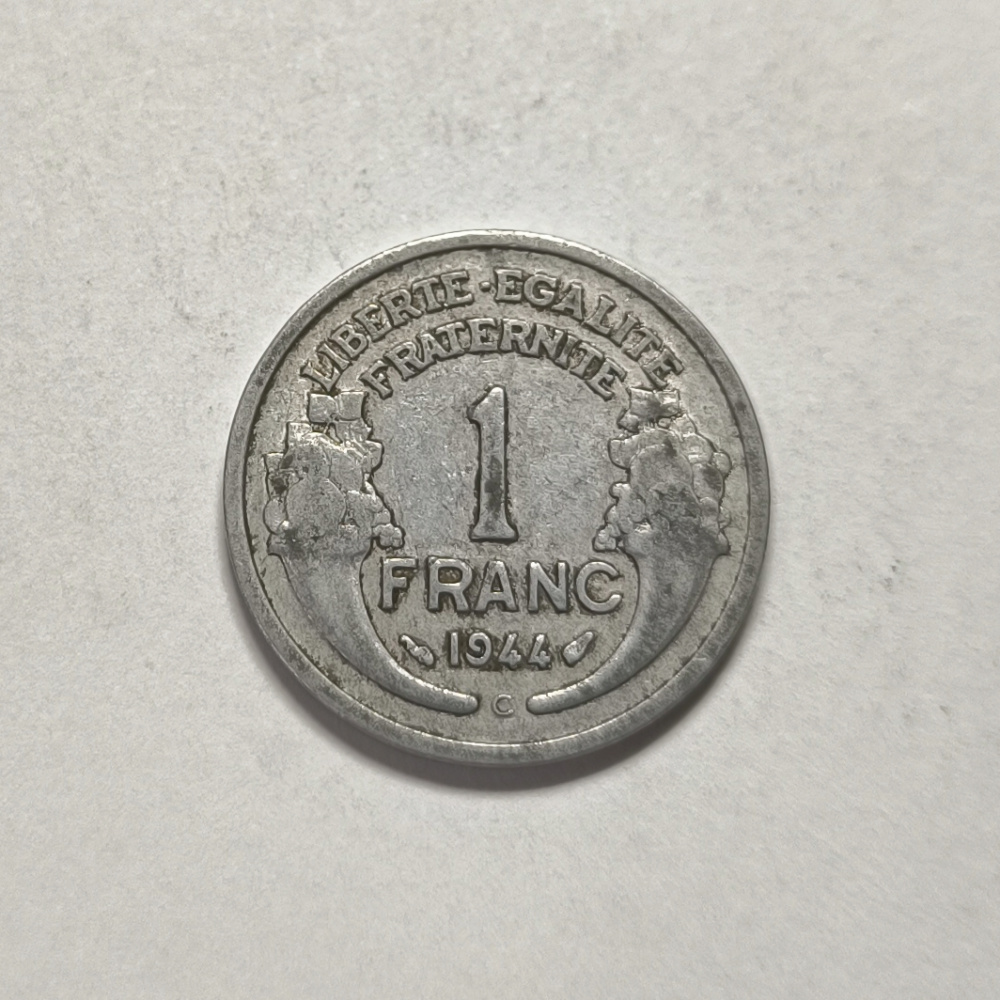 LIBERTE·EGALITE
FRATERNITE
1
FRANC
1944
C